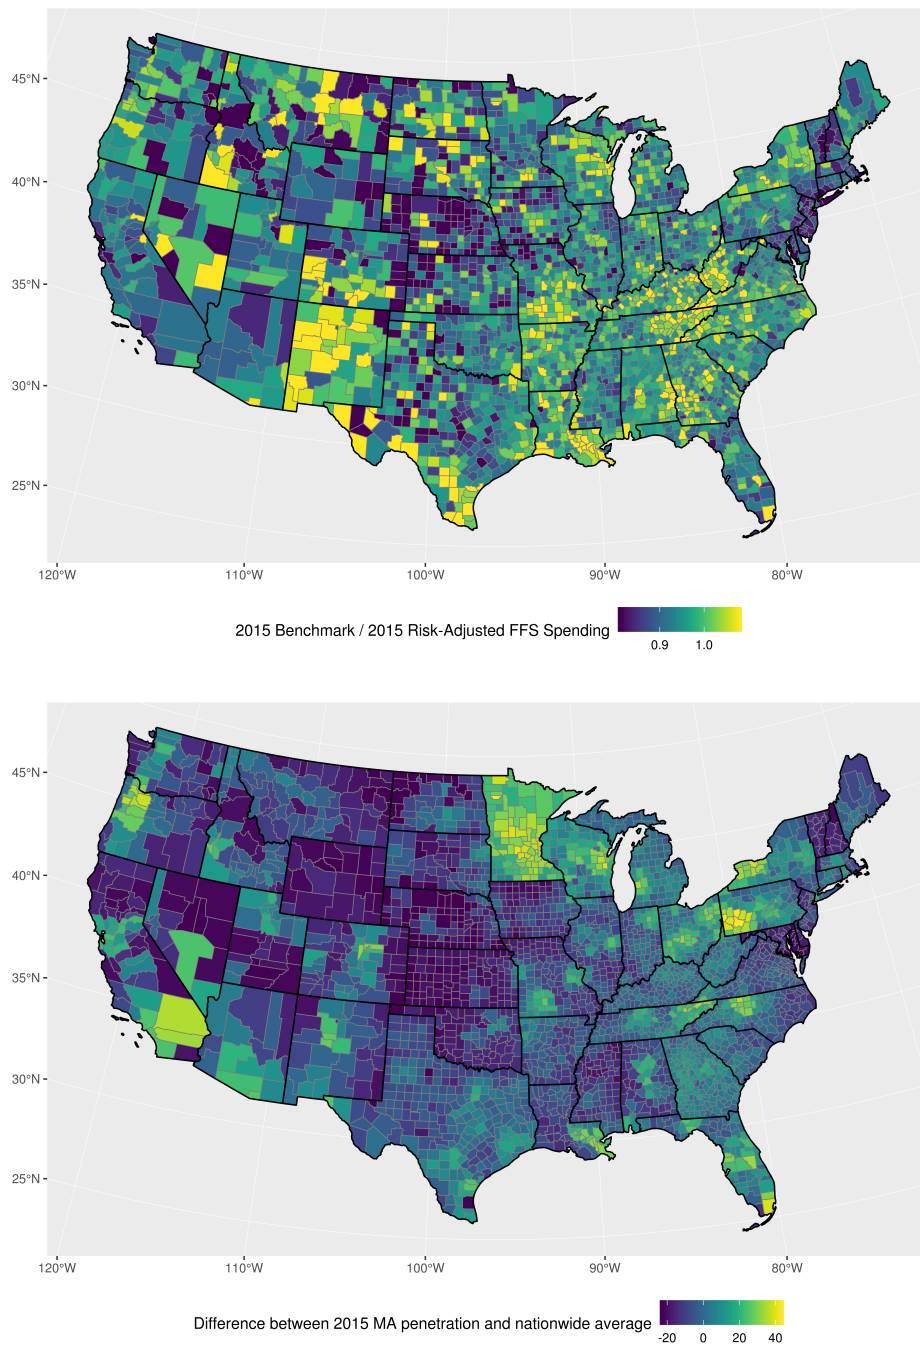 45°N
40°N
35°N
30°N
25°N
120°W 110°W 100°W 90°W 80°W
2015 Benchmark / 2015 Risk-Adjusted FFS Spending
0.9 1.0
45°N
40°N
35°N
30°N
25°N
120°W 110°W 100°W 90°W 80°W
Difference between 2015 MA penetration and nationwide average
-20 0 20 40